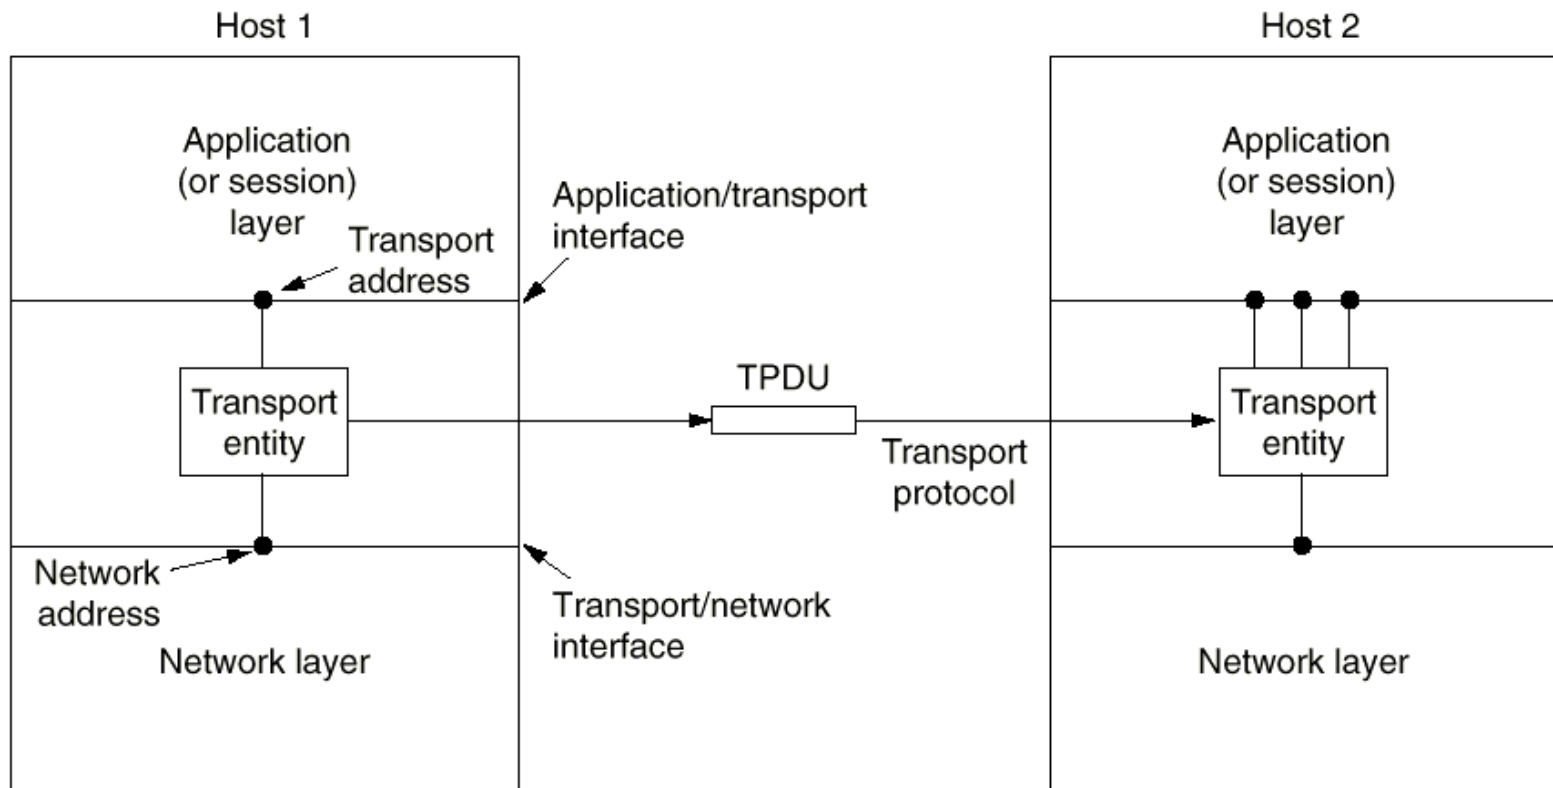 Host 1
Host 2
Application
(or session)
layer
Transport
address
Application/transport
interface
Application
(or session)
layer
Transport
entity
TPDU
Transport
protocol
Transport
entity
Network
address
Network layer
Transport/network
interface
Network layer